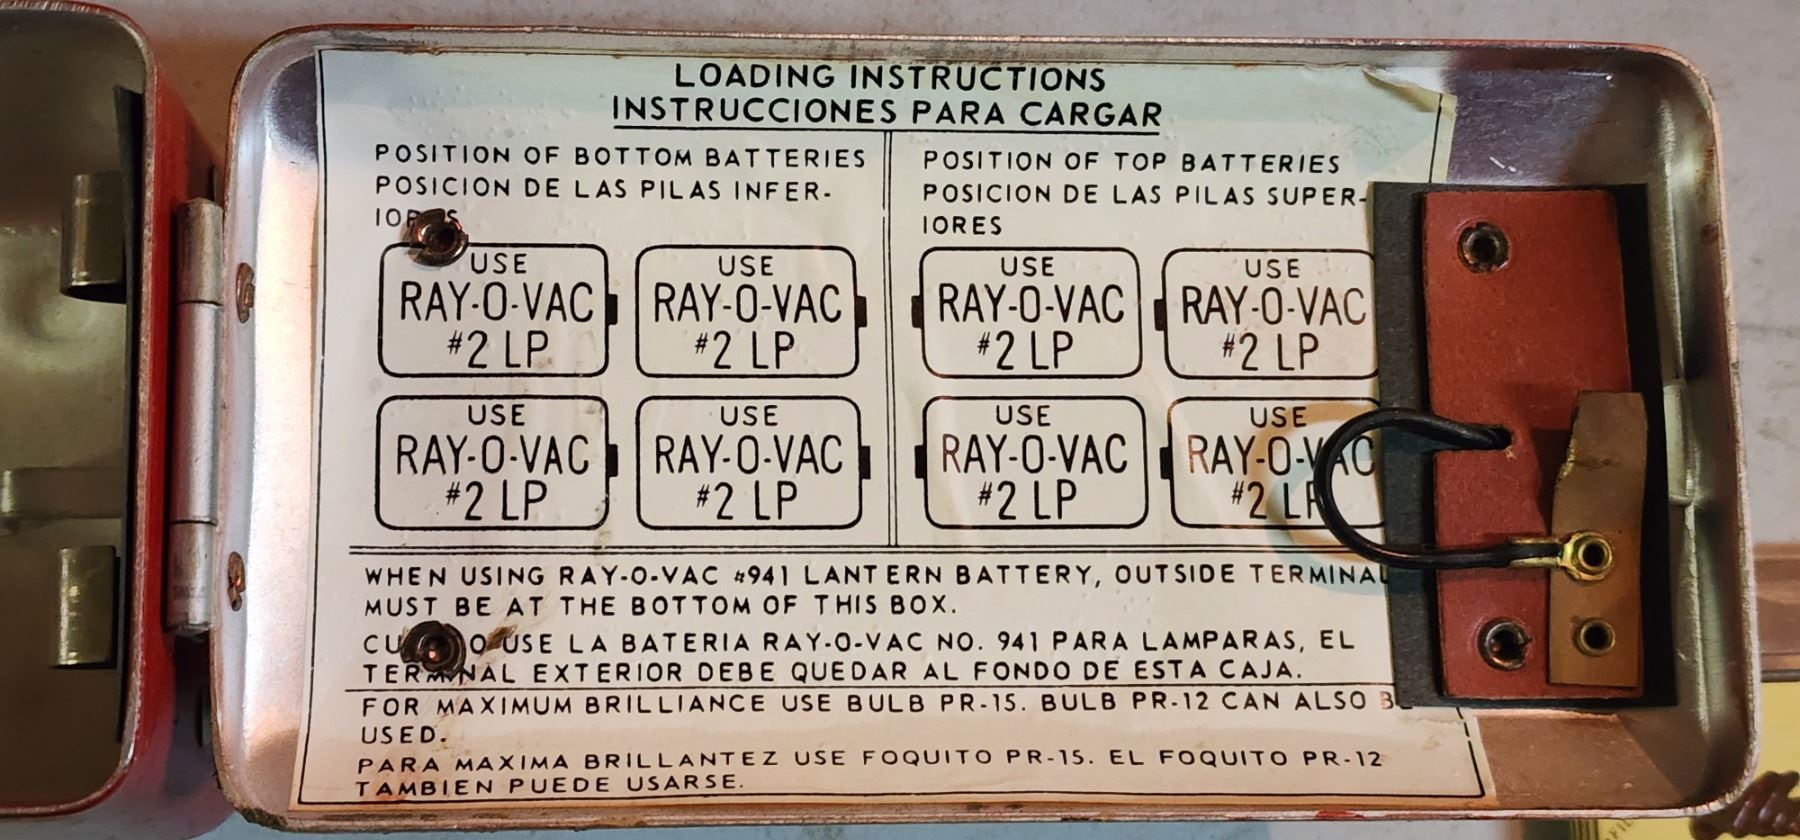 LOADING INSTRUCTIONS
INSTRUCCIONES PARA CARGAR
POSITION OF BOTTOM BATTERIES
POSICION DE LAS PILAS INFER-
USE
RAY-O-VAC
#2 LP
USE
RAY-O-VAC
#2 LP
USE
RAY-O-VAC
#2 LP
USE
RAY-O-VAC
#2 LP
POSITION OF TOP BATTERIES
POSICION DE LAS PILAS SUPER-
IORES
USE
RAY-O-VAC
#2 LP
USE
RAY-O-VAC
#2 LP
USE
RAY-O-VAC
#2 LP
USE
RAY-O-VAC
#2 LP
WHEN USING RAY-O-VAC #941 LANTERN BATTERY, OUTSIDE TERMINAL
MUST BE AT THE BOTTOM OF THIS BOX.
USE LA BATERIA RAY-O-VAC NO. 941 PARA LAMPARAS, EL
TERMINAL EXTERIOR DEBE QUEDAR AL FONDO DE ESTA CAJA.
FOR MAXIMUM BRILLIANCE USE BULB PR-15. BULB PR-12 CAN ALSO BE
USED.
PARA MAXIMA BRILLANTEZ USE FOQUITO PR-15. EL FOQUITO PR-12
TAMBIEN PUEDE USARSE.